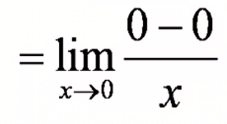 = lim x→0 0 − 0 / x